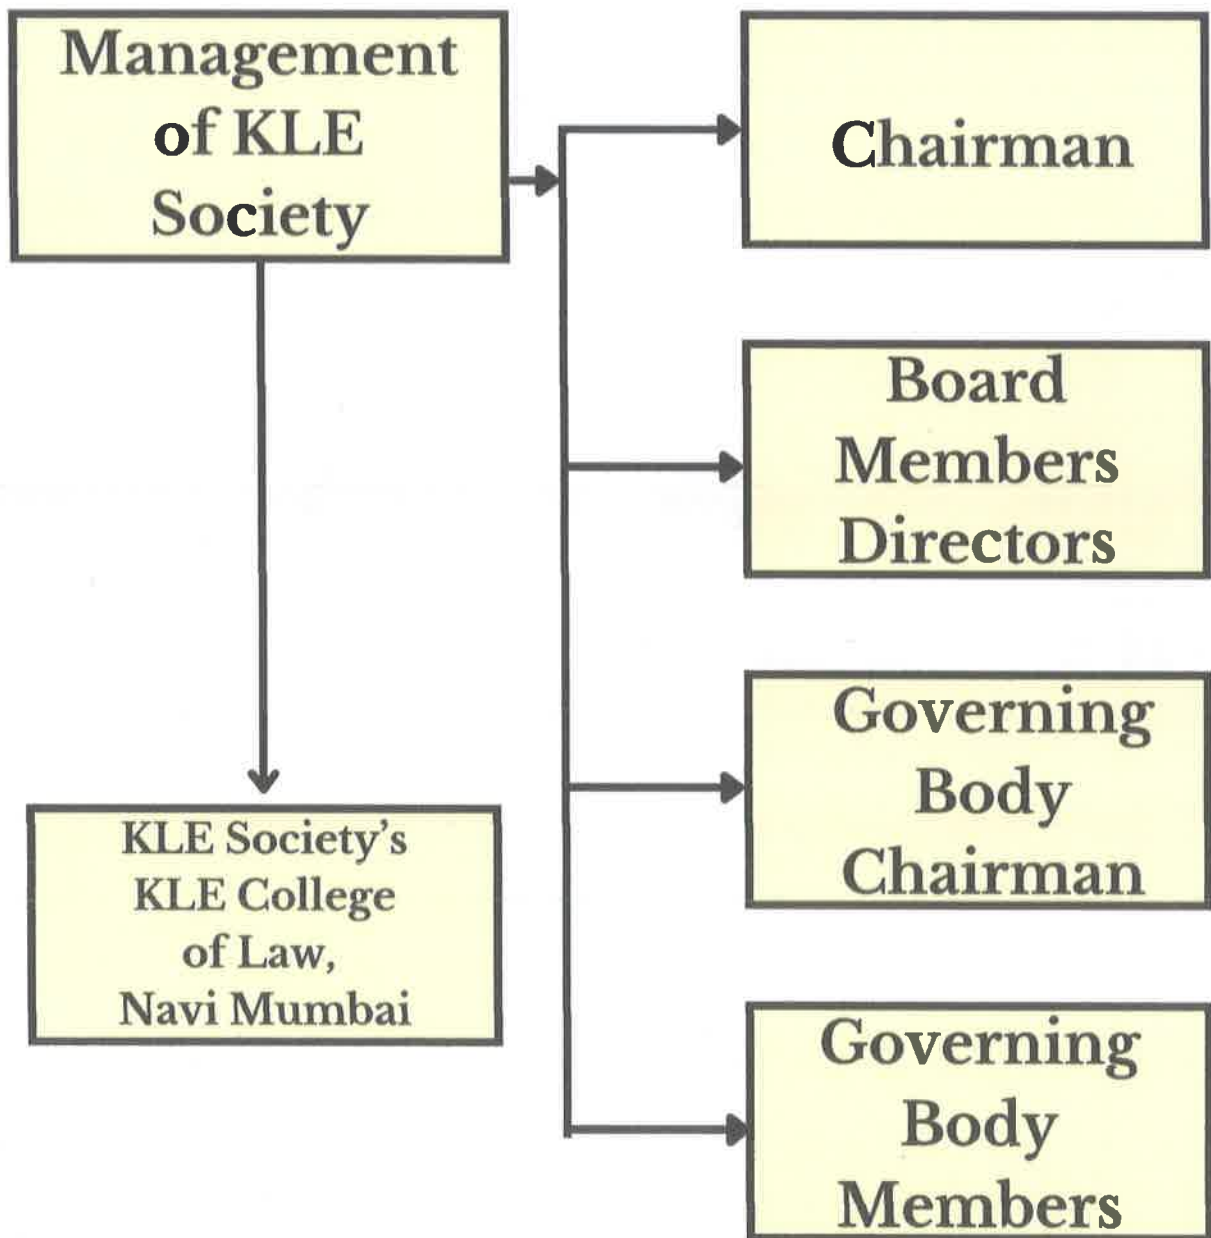 Management
of KLE
Society
Chairman
Board
Members
Directors
Governing
Body
Chairman
KLE Society's
KLE College
of Law,
Navi Mumbai
Governing
Body
Members